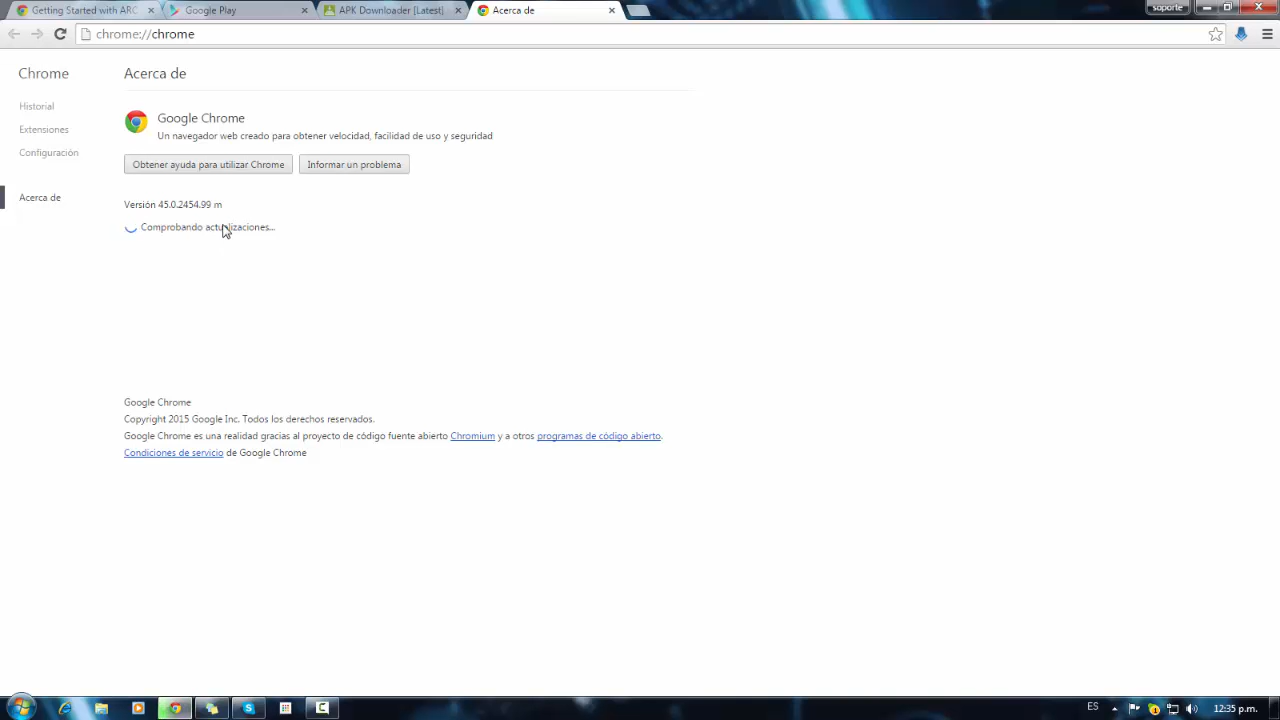 Getting Started with ARC
Google Play
APK Downloader [Latest]
Acerca de
soporte
chrome://chrome
Chrome
Acerca de
Historial
Extensiones
Configuración
Acerca de
Google Chrome
Un navegador web creado para obtener velocidad, facilidad de uso y seguridad
Obtener ayuda para utilizar Chrome
Informar un problema
Versión 45.0.2454.99 m
Comprobando actualizaciones...
Google Chrome
Copyright 2015 Google Inc. Todos los derechos reservados.
Google Chrome es una realidad gracias al proyecto de código fuente abierto Chromium y a otros programas de código abierto.
Condiciones de servicio de Google Chrome
ES
12:35 p.m.